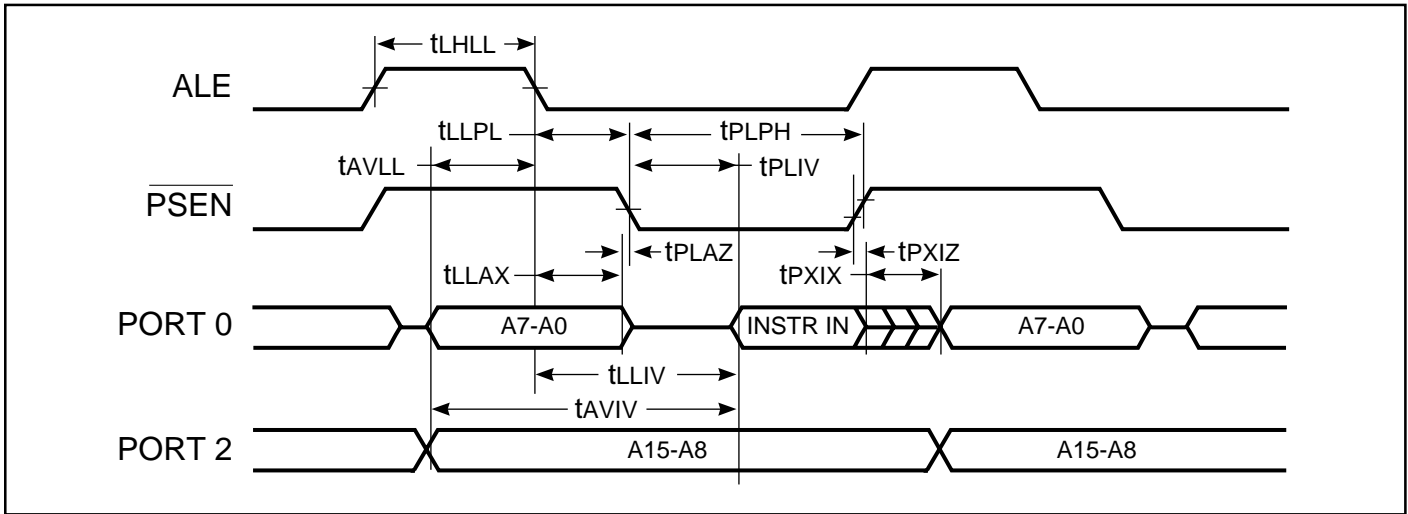 tLHLL
ALE
tLLPL
tPLPH
tAVLL
tPLIV
PSEN
tPLAZ
tPXIZ
tLLAX
tPXIX
PORT 0
A7-A0
INSTR IN
A7-A0
tLLIV
tAVIV
PORT 2
A15-A8
A15-A8